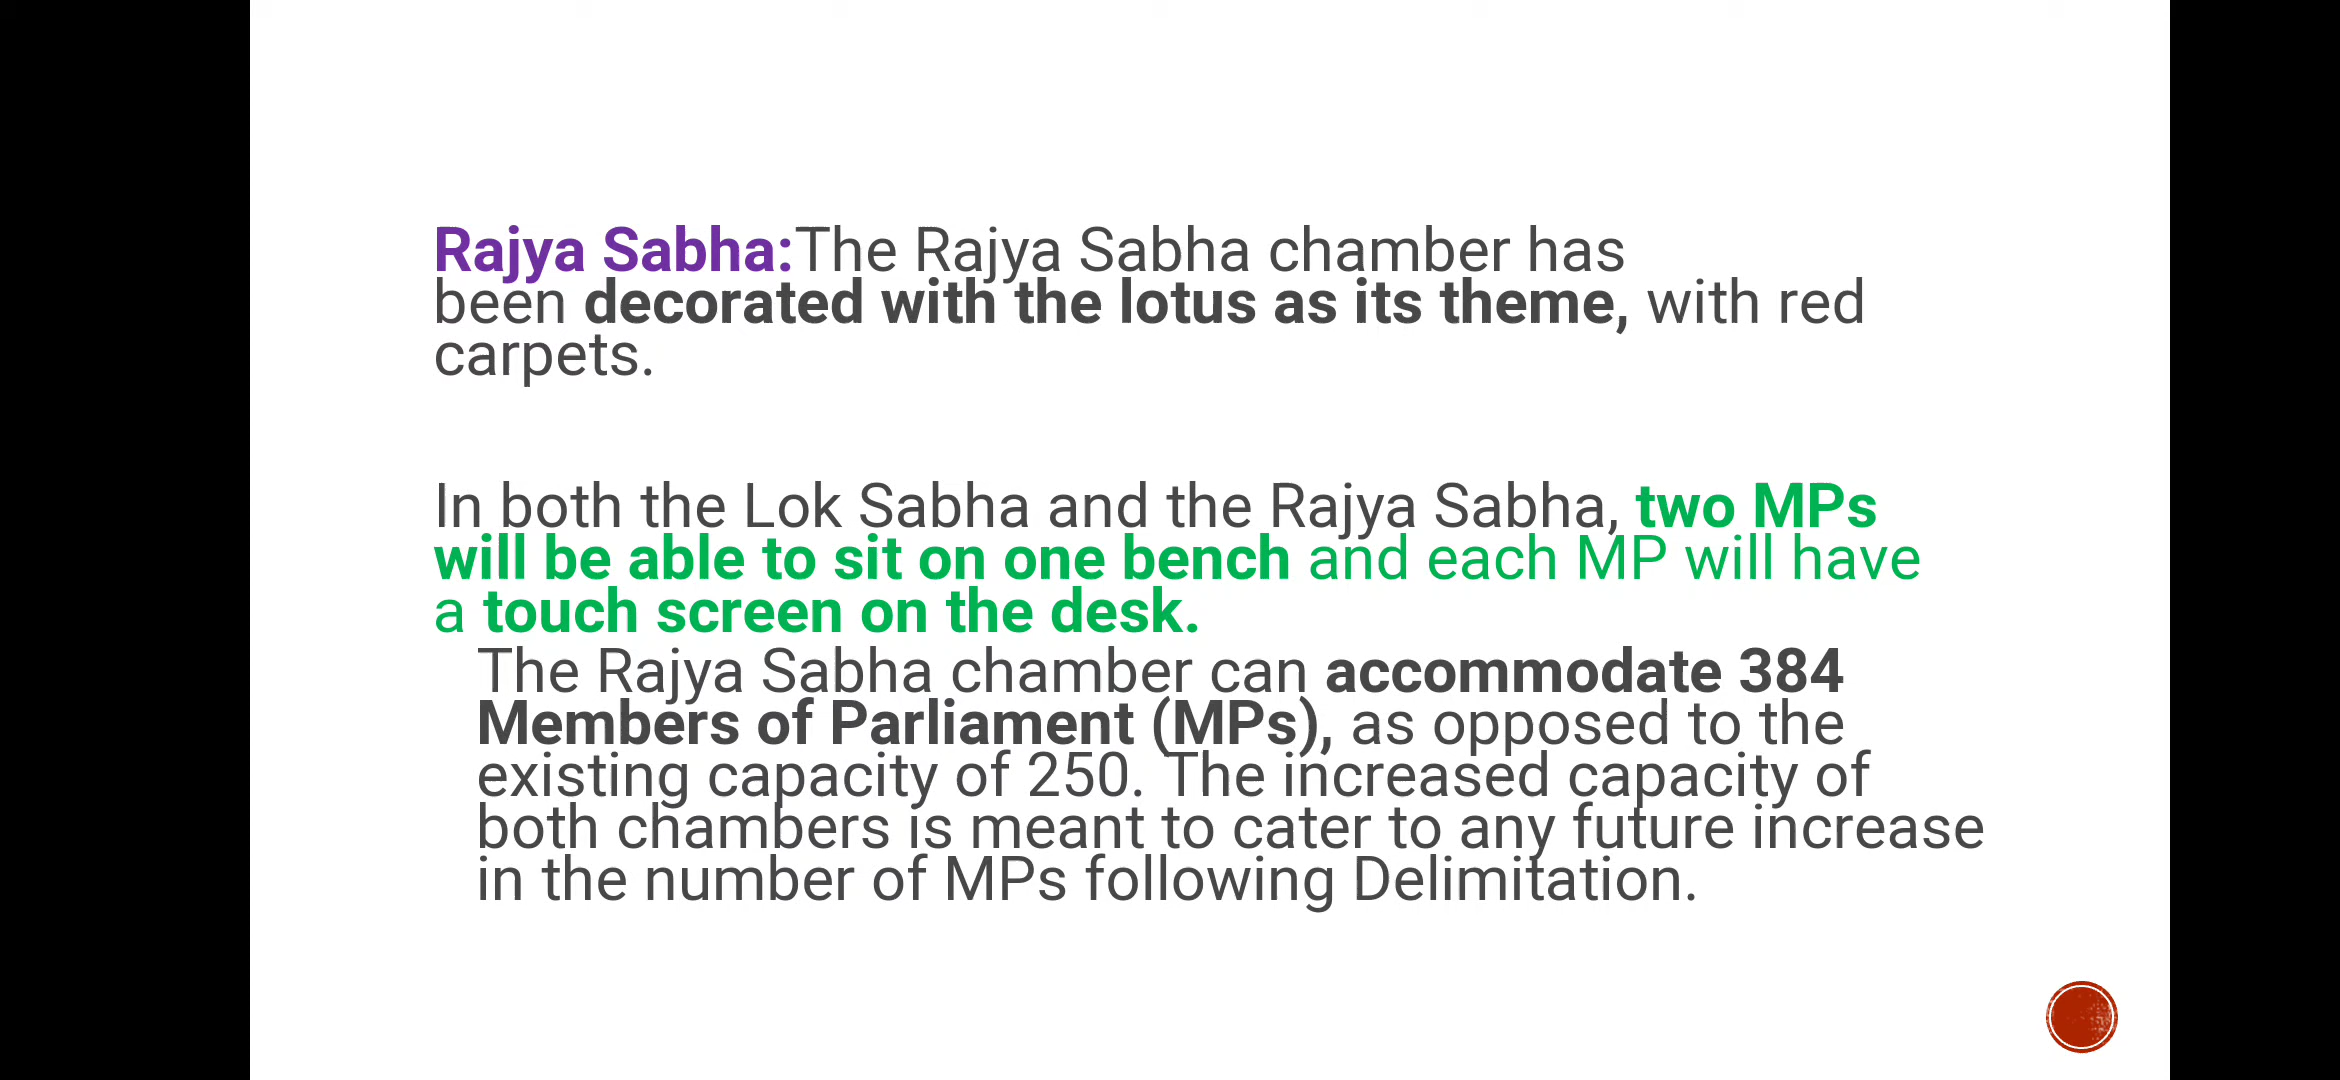 Rajya Sabha:The Rajya Sabha chamber has
been decorated with the lotus as its theme, with red
carpets.
In both the Lok Sabha and the Rajya Sabha, two MPs
will be able to sit on one bench and each MP will have
a touch screen on the desk.
The Rajya Sabha chamber can accommodate 384
Members of Parliament (MPs), as opposed to the
existing capacity of 250. The increased capacity of
both chambers is meant to cater to any future increase
in the number of MPs following Delimitation.